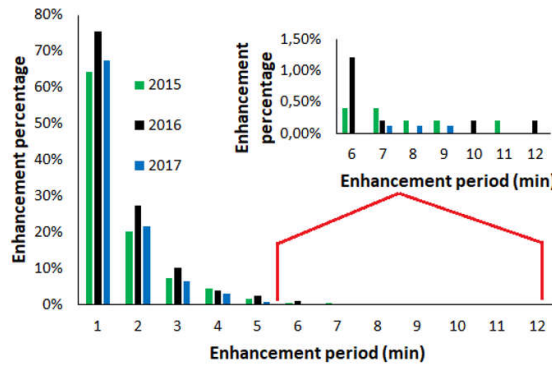 Enhancement percentage
80%
70%
60%
50%
40%
30%
20%
10%
0%
2015
2016
2017
1 2 3 4 5 6 7 8 9 10 11 12
Enhancement period (min)
Enhancement
percentage
1,50%
1,00%
0,50%
0,00%
6 7 8 9 10 11 12
Enhancement period (min)